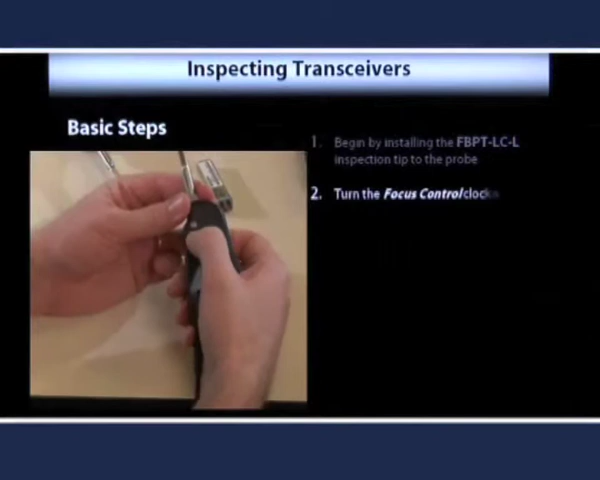 Inspecting Transceivers
Basic Steps
1. Begin by installing the FBPT-LC-L
inspection tip to the probe
2. Turn the Focus Control